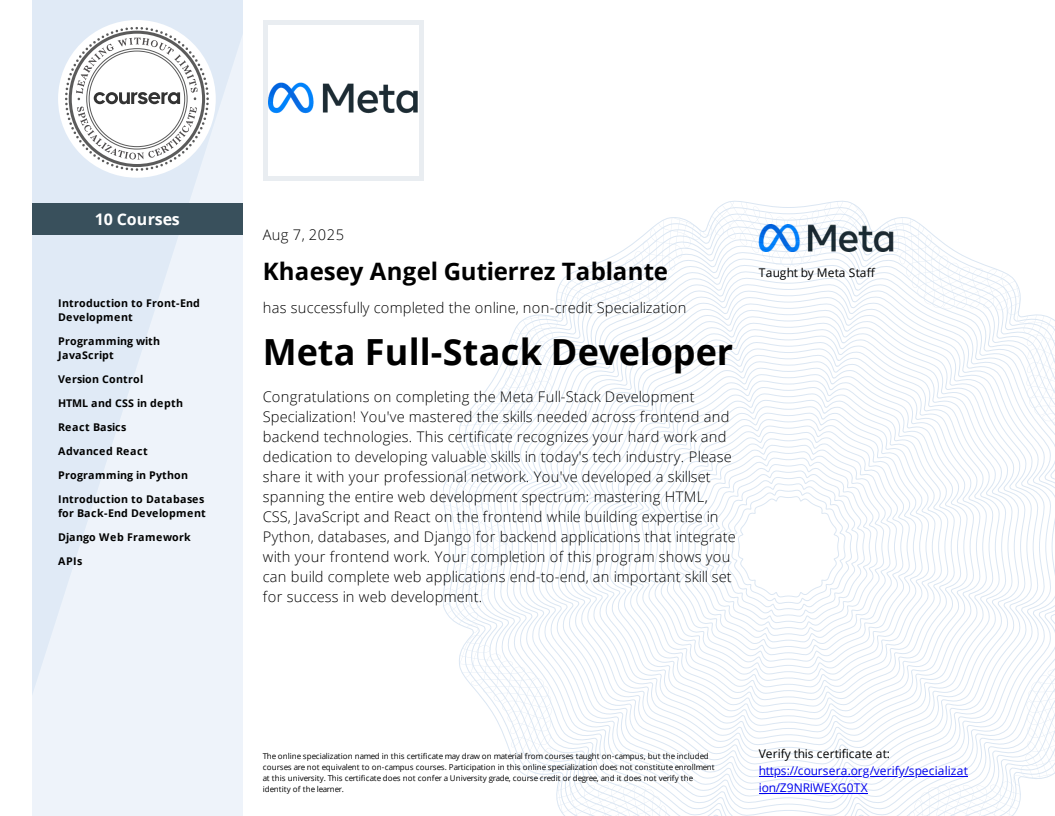 LEARNING WITHOUT LIMITS
coursera
SPECIALIZATION CERTIFICATE
Meta
10 Courses
Introduction to Front-End
Development
Programming with
JavaScript
Version Control
HTML and CSS in depth
React Basics
Advanced React
Programming in Python
Introduction to Databases
for Back-End Development
Django Web Framework
APIs
Aug 7, 2025
Khaesey Angel Gutierrez Tablante
has successfully completed the online, non-credit Specialization
Meta Full-Stack Developer
Congratulations on completing the Meta Full-Stack Development
Specialization! You've mastered the skills needed across frontend and
backend technologies. This certificate recognizes your hard work and
dedication to developing valuable skills in today's tech industry. Please
share it with your professional network. You've developed a skillset
spanning the entire web development spectrum: mastering HTML,
CSS, JavaScript and React on the frontend while building expertise in
Python, databases, and Django for backend applications that integrate
with your frontend work. Your completion of this program shows you
can build complete web applications end-to-end, an important skill set
for success in web development.
Meta
Taught by Meta Staff
The online specialization named in this certificate may draw on material from courses taught on-campus, but the included
courses are not equivalent to on-campus courses. Participation in this online specialization does not constitute enrollment
at this university. This certificate does not confer a University grade, course credit or degree, and it does not verify the
identity of the learner.
Verify this certificate at:
https://coursera.org/verify/specializat
ion/Z9NRIWEXG0TX